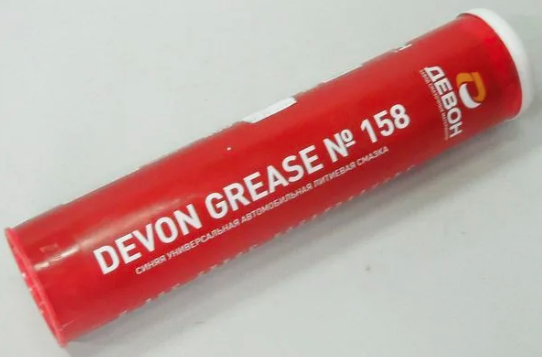 ДЕВОН
DEVON GREASE № 158
СИНЯЯ УНИВЕРСАЛЬНАЯ АВТОМОБИЛЬНАЯ ЛИТИЕВАЯ СМАЗКА